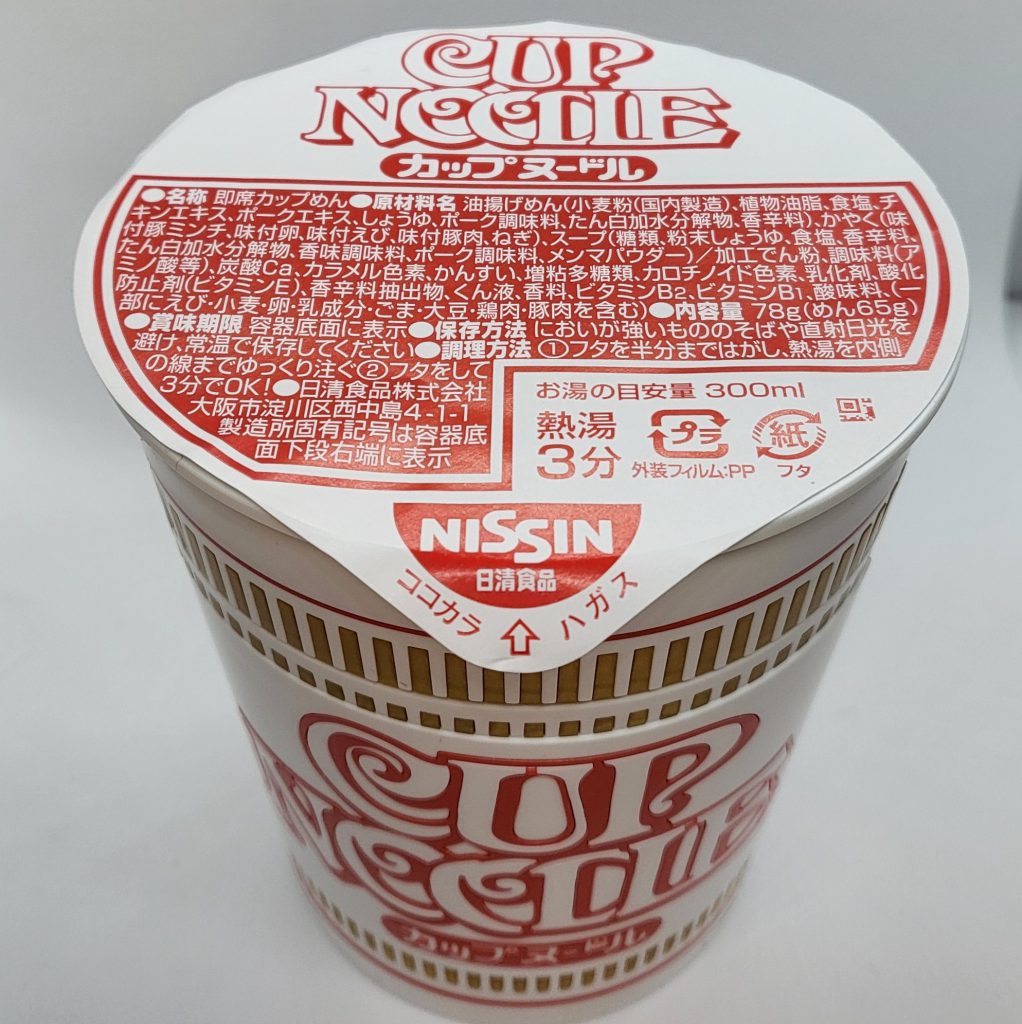 CUP
NOODLE
カップヌードル
●名称 即席カップめん●原材料名 油揚げめん(小麦粉(国内製造)、植物油脂、食塩、チ
キンエキス、ポークエキス、しょうゆ、ポーク調味料、たん白加水分解物、香辛料)、かやく(味
付豚ミンチ、味付卵、味付えび、味付豚肉、ねぎ)、スープ(糖類、粉末しょうゆ、食塩、香辛料、
たん白加水分解物、香味調味料、ポーク調味料、メンマパウダー)／加工でん粉、調味料(ア
ミノ酸等)、炭酸Ca、カラメル色素、かんすい、増粘多糖類、カロチノイド色素、乳化剤、酸化
防止剤(ビタミンE)、香辛料抽出物、くん液、香料、ビタミンB2、ビタミンB1、酸味料、(一
部にえび・小麦・卵・乳成分・ごま・大豆・鶏肉・豚肉を含む)●内容量 78g(めん65g)
●賞味期限 容器底面に表示●保存方法 においが強いもののそばや直射日光を
避け、常温で保存してください●調理方法 ①フタを半分まではがし、熱湯を内側
の線までゆっくり注ぐ②フタをして
3分でOK!●日清食品株式会社
大阪市淀川区西中島4-1-1
製造所固有記号は容器底
面下段右端に表示
お湯の目安量 300ml
熱湯
3分
プラ
外装フィルム:PP
紙
フタ
NISSIN
日清食品
ココカラ ハガス
CUP
NOODLE
カップヌードル